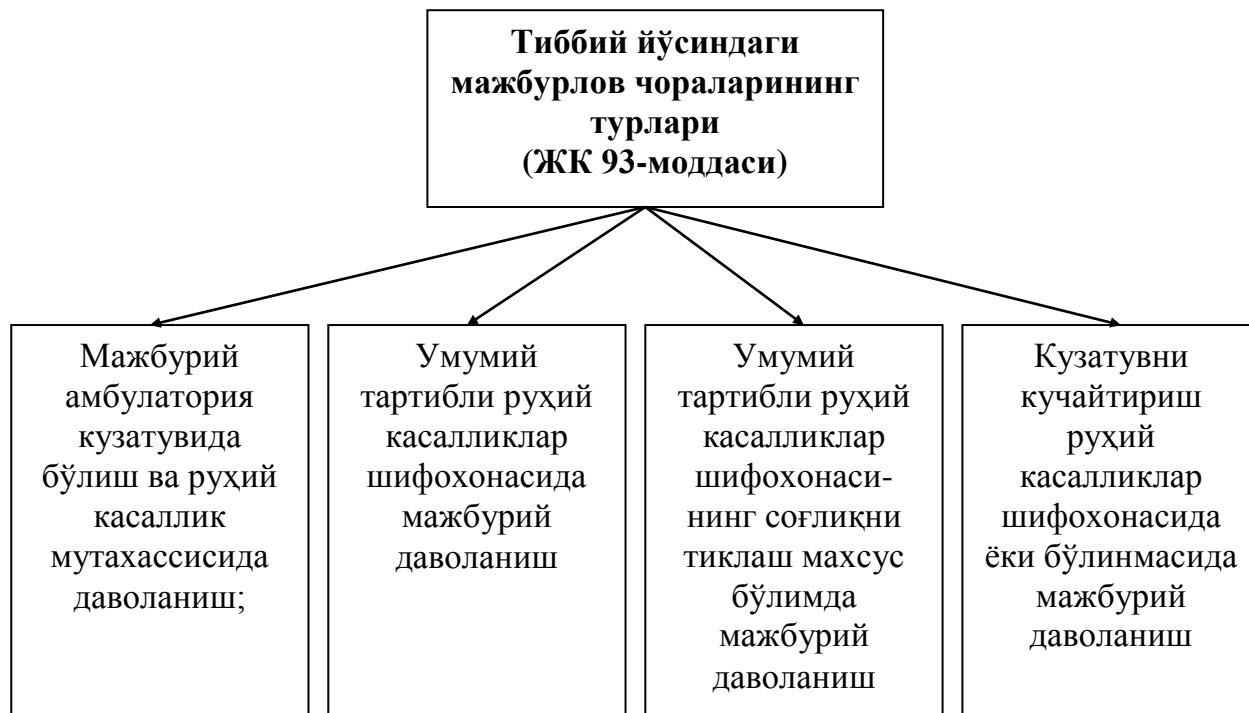 Тиббий йўсиндаги
мажбурлов чораларининг
турлари
(ЖК 93-моддаси)
Мажбурий
амбулатория
кузатувида
бўлиш ва руҳий
касаллик
мутахассисида
даволаниш;
Умумий
тартибли руҳий
касалликлар
шифохонасида
мажбурий
даволаниш
Умумий
тартибли руҳий
касалликлар
шифохонаси-
нинг соғлиқни
тиклаш махсус
бўлимда
мажбурий
даволаниш
Кузатувни
кучайтириш
руҳий
касалликлар
шифохонасида
ёки бўлинмасида
мажбурий
даволаниш